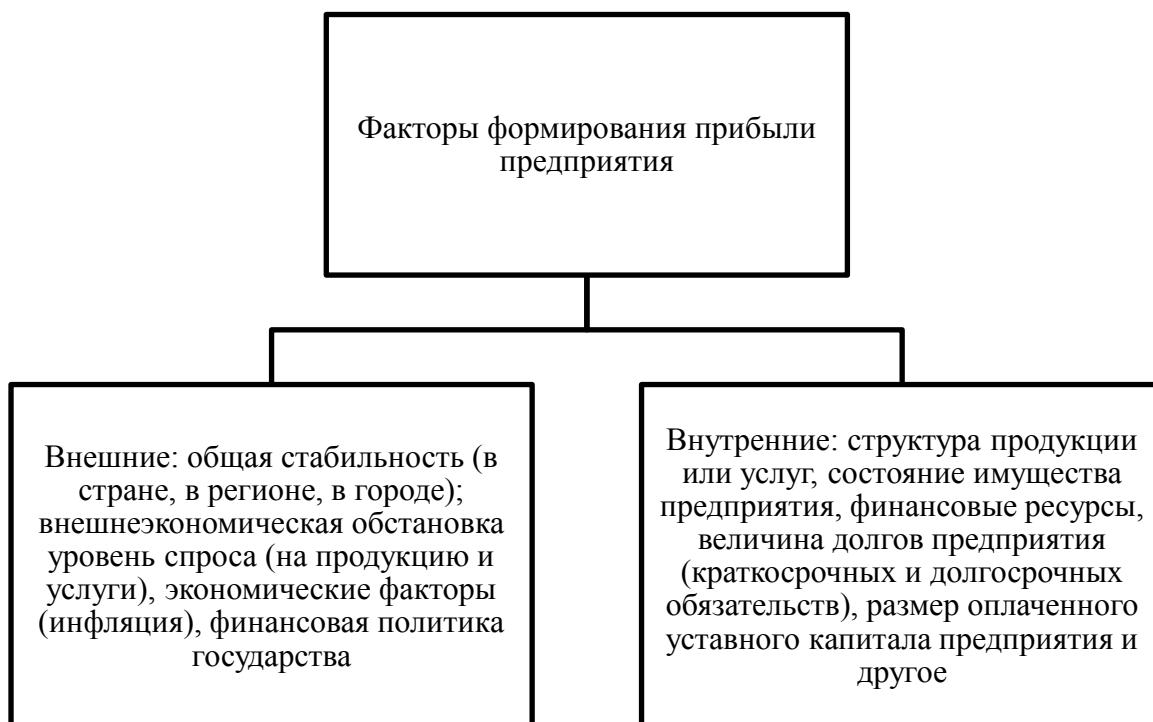 Факторы формирования прибыли
предприятия
Внешние: общая стабильность (в
стране, в регионе, в городе);
внешнеэкономическая обстановка
уровень спроса (на продукцию и
услуги), экономические факторы
(инфляция), финансовая политика
государства
Внутренние: структура продукции
или услуг, состояние имущества
предприятия, финансовые ресурсы,
величина долгов предприятия
(краткосрочных и долгосрочных
обязательств), размер оплаченного
уставного капитала предприятия и
другое